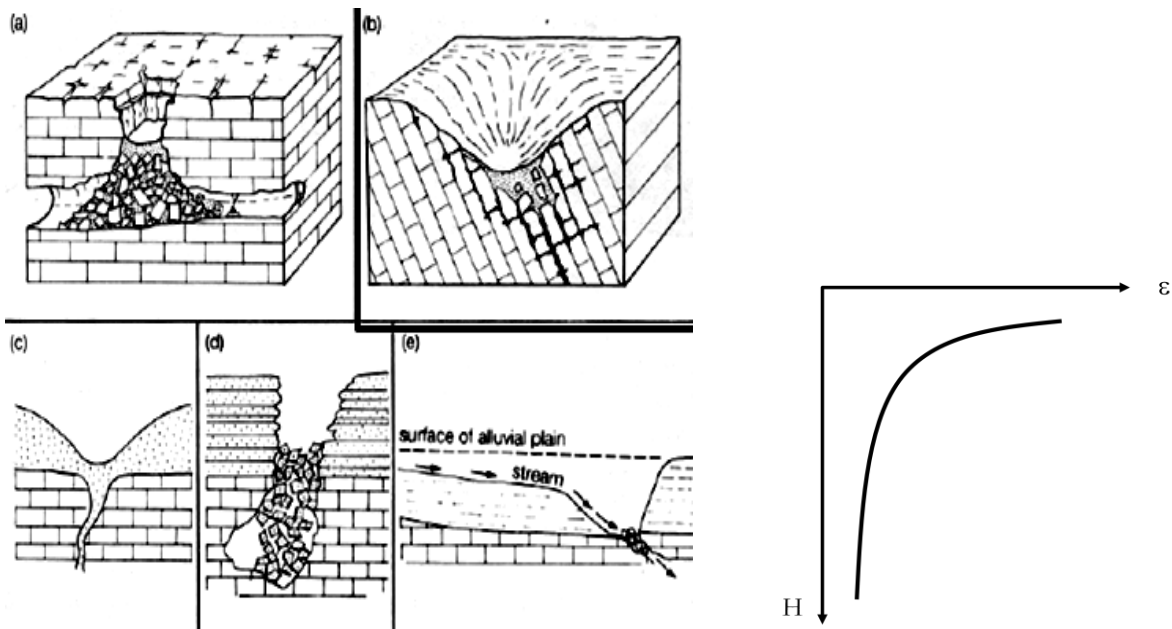 (a)
(b)
(c)
(d)
(e)
surface of alluvial plain
stream
ε
H